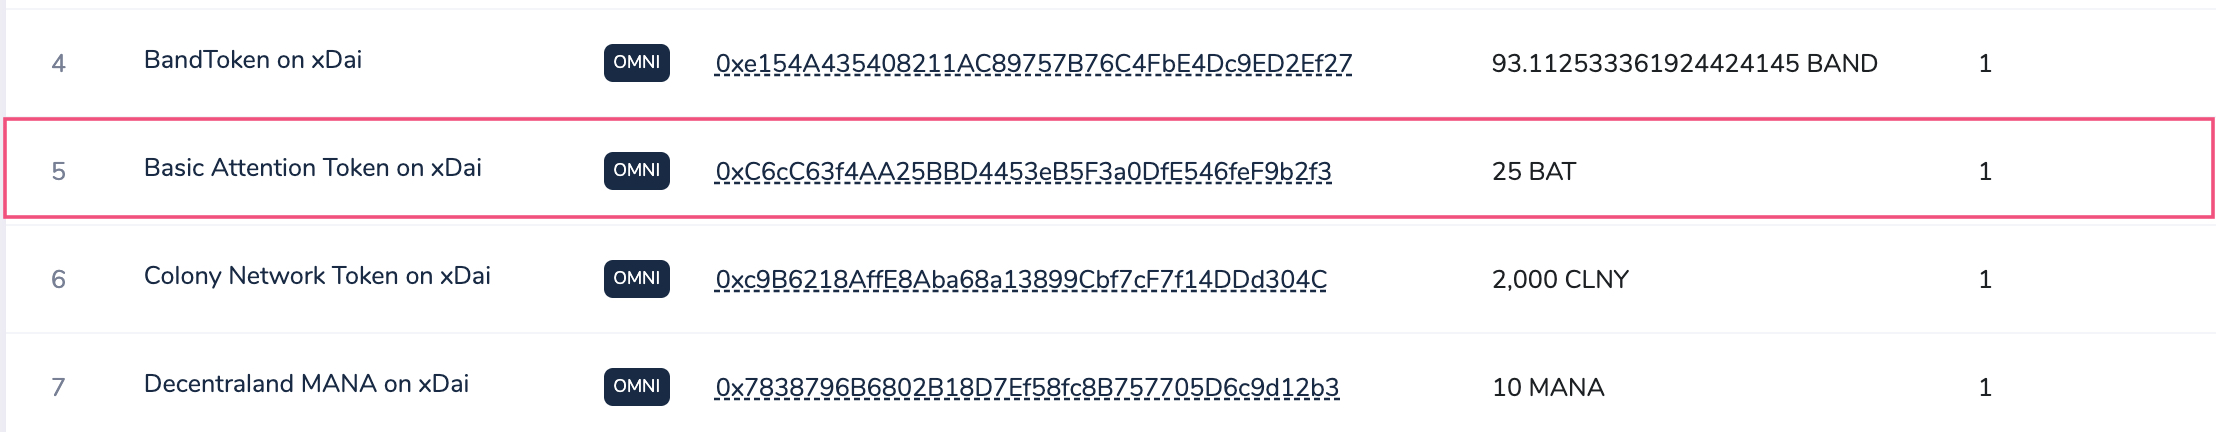 4 BandToken on xDai OMNI 0xe154A435408211AC89757B76C4FbE4Dc9ED2Ef27 93.112533361924424145 BAND 1
5 Basic Attention Token on xDai OMNI 0xC6cC63f4AA25BBD4453eB5F3a0DfE546feF9b2f3 25 BAT 1
6 Colony Network Token on xDai OMNI 0xc9B6218AffE8Aba68a13899Cbf7cF7f14DDd304C 2,000 CLNY 1
7 Decentraland MANA on xDai OMNI 0x7838796B6802B18D7Ef58fc8B757705D6c9d12b3 10 MANA 1